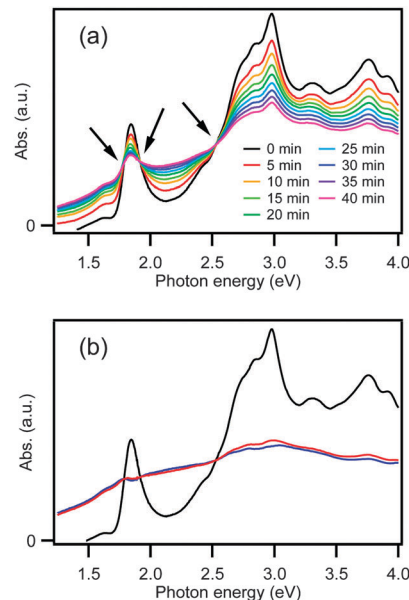 (a)
Abs. (a.u.)
0 min
5 min
10 min
15 min
20 min
25 min
30 min
35 min
40 min
0
1.5 2.0 2.5 3.0 3.5 4.0
Photon energy (eV)
(b)
Abs. (a.u.)
0
1.5 2.0 2.5 3.0 3.5 4.0
Photon energy (eV)